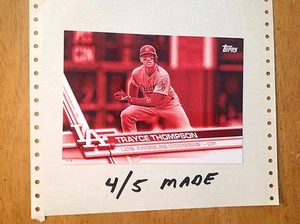 Topps
LA
TRAYCE THOMPSON
LOS ANGELES DODGERS - OF
4/5 MADE